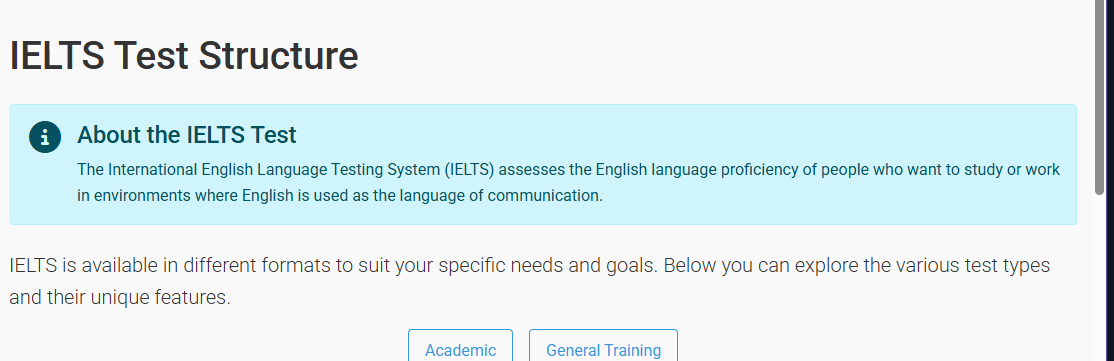 IELTS Test Structure
About the IELTS Test
The International English Language Testing System (IELTS) assesses the English language proficiency of people who want to study or work
in environments where English is used as the language of communication.
IELTS is available in different formats to suit your specific needs and goals. Below you can explore the various test types
and their unique features.
Academic
General Training